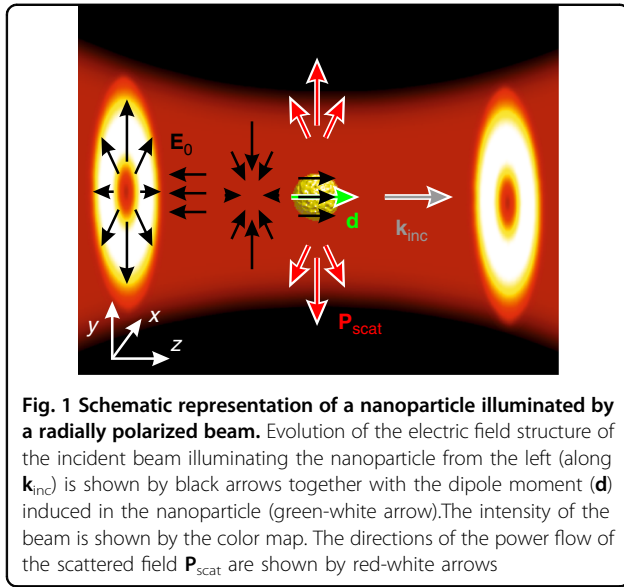 E0
d
kinc
Pscat
y
x
z
Fig. 1 Schematic representation of a nanoparticle illuminated by
a radially polarized beam. Evolution of the electric field structure of
the incident beam illuminating the nanoparticle from the left (along
kinc) is shown by black arrows together with the dipole moment (d)
induced in the nanoparticle (green-white arrow).The intensity of the
beam is shown by the color map. The directions of the power flow of
the scattered field Pscat are shown by red-white arrows